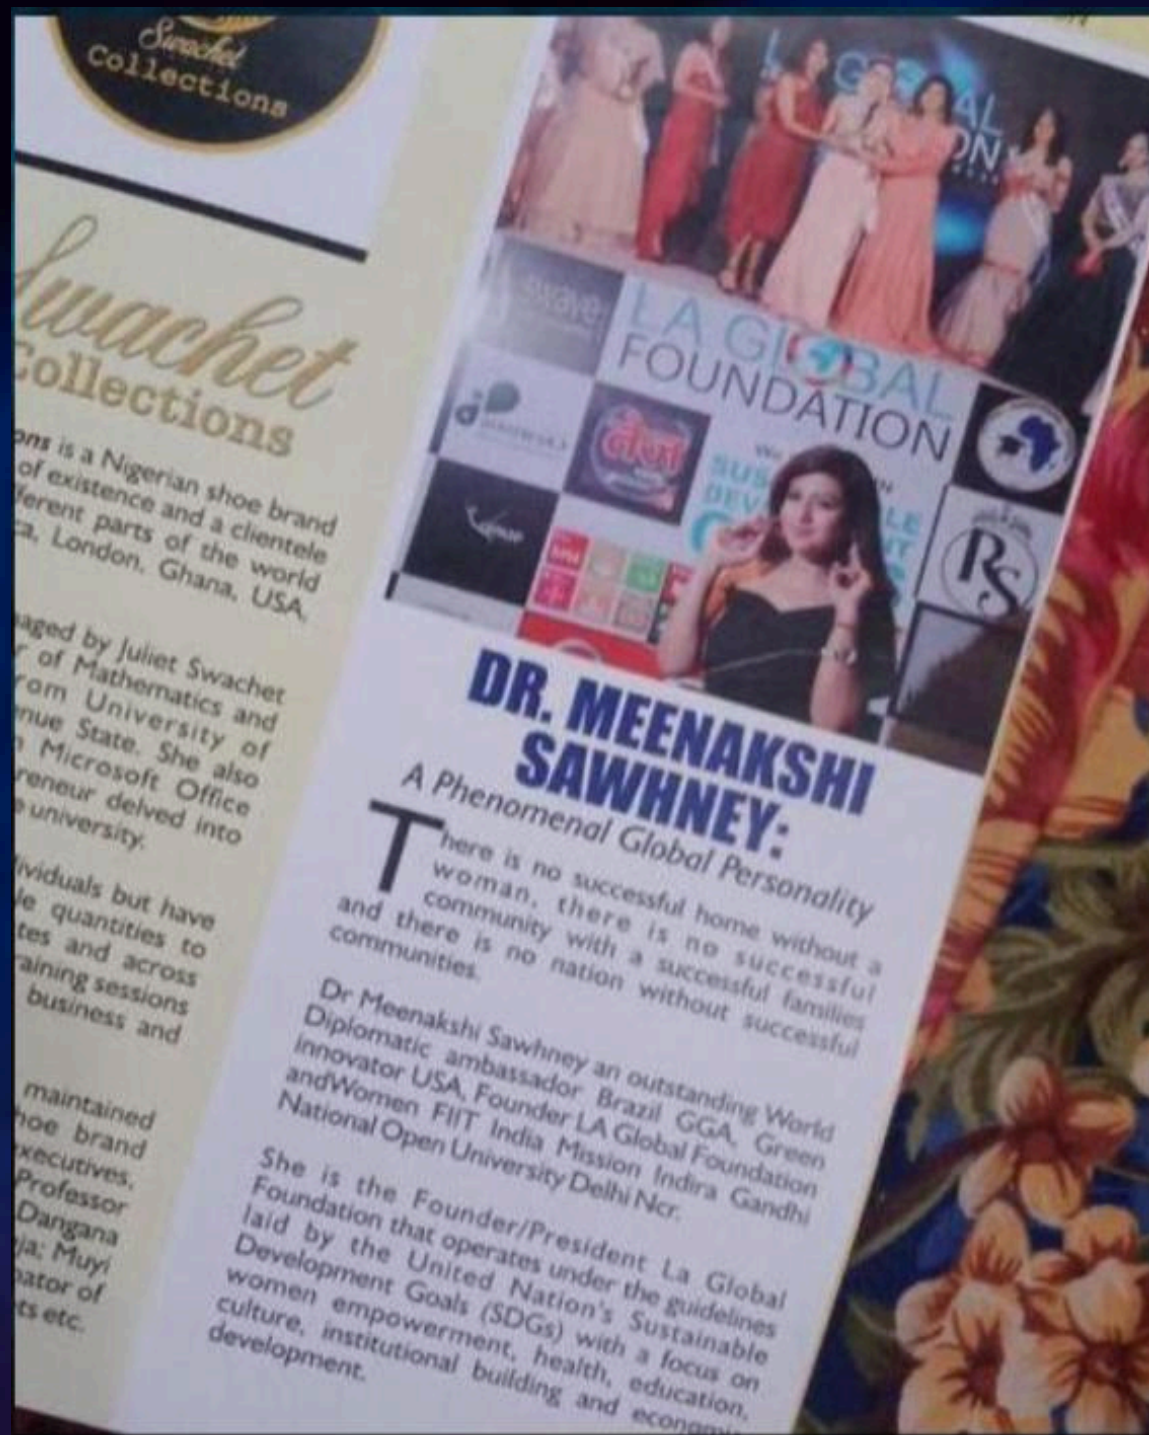 Swachet
Collections
Swachet
Collections
ons is a Nigerian shoe brand
of existence and a clientele
ferent parts of the world
ca, London, Ghana, USA,
aged by Juliet Swachet
r of Mathematics and
rom University of
nue State. She also
n Microsoft Office
reneur delved into
e university.
ividuals but have
le quantities to
tes and across
aining sessions
business and
maintained
hoe brand
xecutives,
Professor
Dangana
ja; Muyi
nator of
ts etc.
LA GLOBAL
FOUNDATION
RS
DR. MEENAKSHI
SAWHNEY:
A Phenomenal Global Personality
There is no successful home without a
woman, there is no successful
community with a successful families
and there is no nation without successful
communities.
Dr Meenakshi Sawhney an outstanding World
Diplomatic ambassador Brazil GGA, Green
innovator USA, Founder LA Global Foundation
andWomen FIIT India Mission Indira Gandhi
National Open University Delhi Ncr.
She is the Founder/President La Global
Foundation that operates under the guidelines
laid by the United Nation's Sustainable
Development Goals (SDGs) with a focus on
women empowerment, health, education,
culture, institutional building and economi
development.